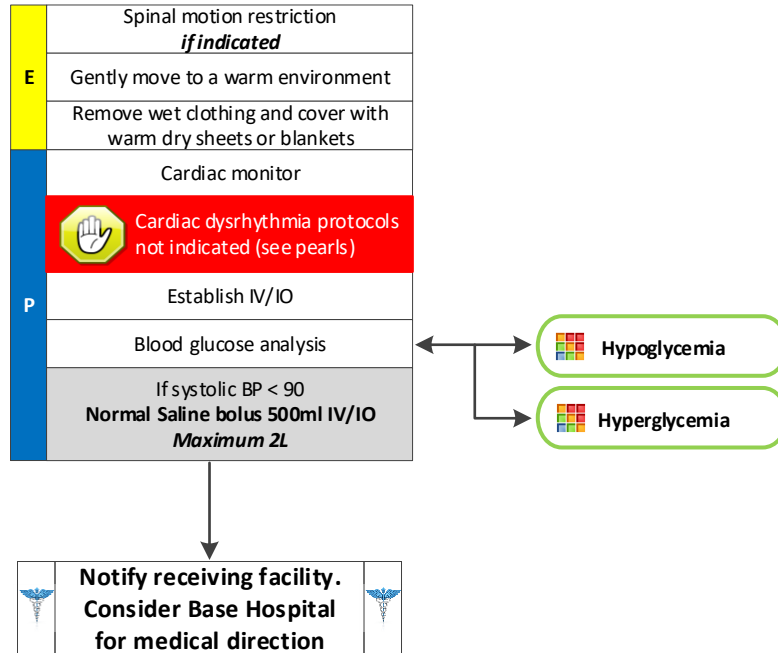 Spinal motion restriction
if indicated
E
Gently move to a warm environment
Remove wet clothing and cover with
warm dry sheets or blankets
P
Cardiac monitor
Cardiac dysrhythmia protocols
not indicated (see pearls)
Establish IV/IO
Blood glucose analysis
Hypoglycemia
Hyperglycemia
If systolic BP < 90
Normal Saline bolus 500ml IV/IO
Maximum 2L
Notify receiving facility.
Consider Base Hospital
for medical direction